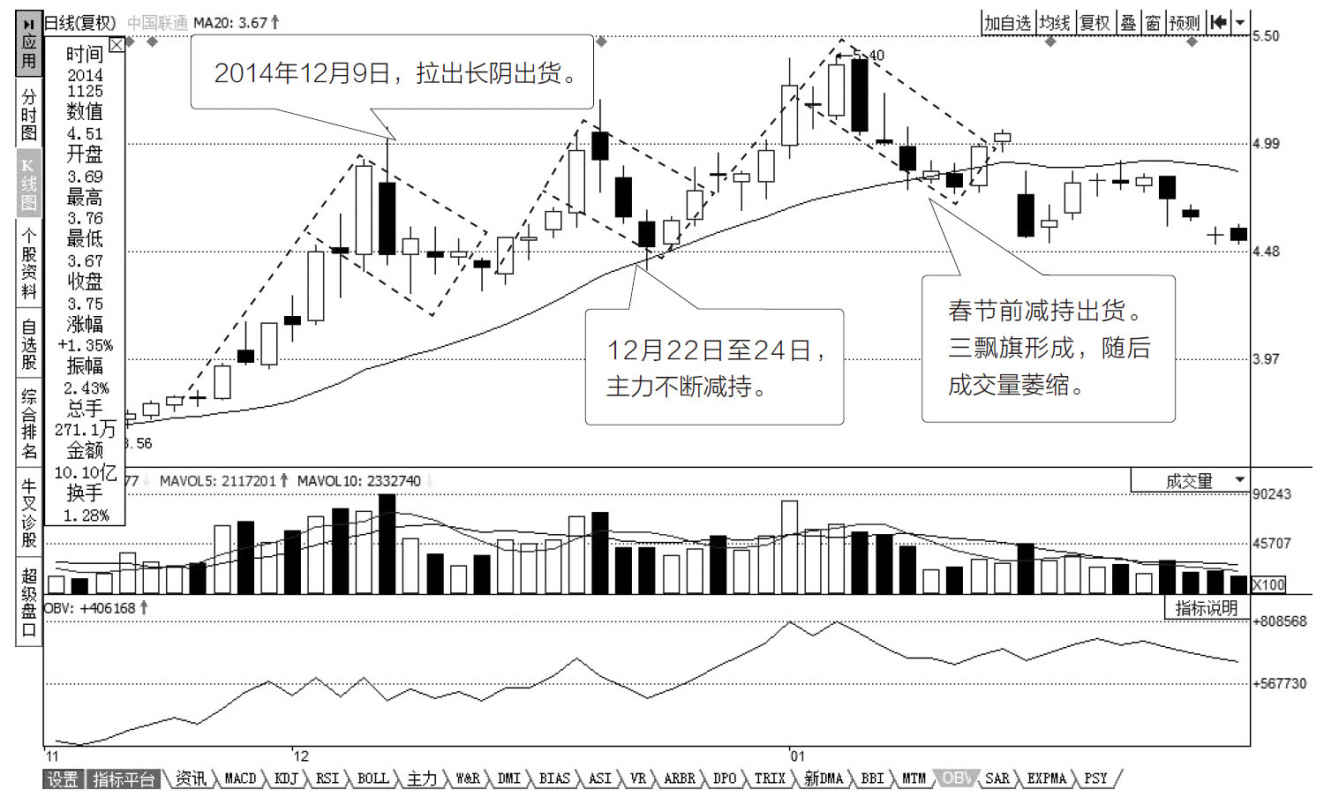 日线(复权) 中国联通 MA20: 3.67↑
加自选 均线 复权 叠 窗 预测
应用
分时图
K线图
个股资料
自选股
综合排名
牛叉诊股
超级盘口
时间
2014
1125
数值
4.51
开盘
3.69
最高
3.76
最低
3.67
收盘
3.75
涨幅
+1.35%
振幅
2.43%
总手
271.1万
金额
10.10亿
换手
1.28%
2014年12月9日，拉出长阴出货。
5.40
12月22日至24日，
主力不断减持。
春节前减持出货。
三飘旗形成，随后
成交量萎缩。
3.56
5.50
4.99
4.48
3.97
77 MAVOL5: 2117201↑ MAVOL10: 2332740
成交量
90243
45707
X100
OBV: +406168↑
指标说明
+808568
+567730
11 12 01
设置 指标平台 资讯 MACD KDJ RSI BOLL 主力 W&R DMI BIAS ASI VR ARBR DPO TRIX 新DMA BBI MTM OBV SAR EXPMA PSY